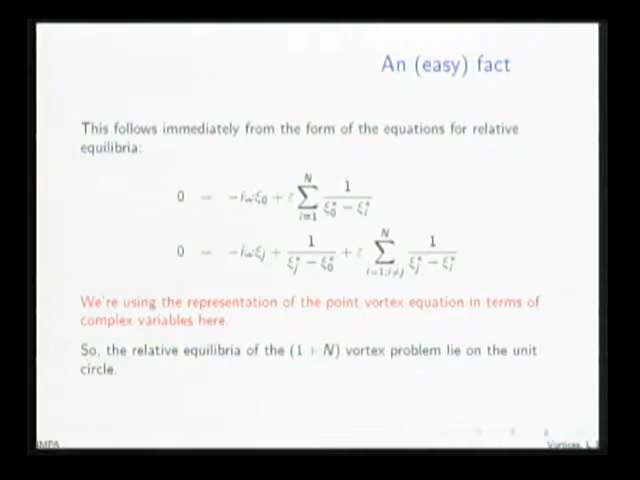 An (easy) fact
This follows immediately from the form of the equations for relative
equilibria:
0 = -iωξ₀ + ε ∑_{i=1}^{N} 1/(ξ₀* - ξᵢ*)
0 = -iωξⱼ + 1/(ξⱼ* - ξ₀*) + ε ∑_{i=1;i≠j}^{N} 1/(ξⱼ* - ξᵢ*)
We're using the representation of the point vortex equation in terms of
complex variables here.
So, the relative equilibria of the (1 + N) vortex problem lie on the unit
circle.
IMPA
Vortices,